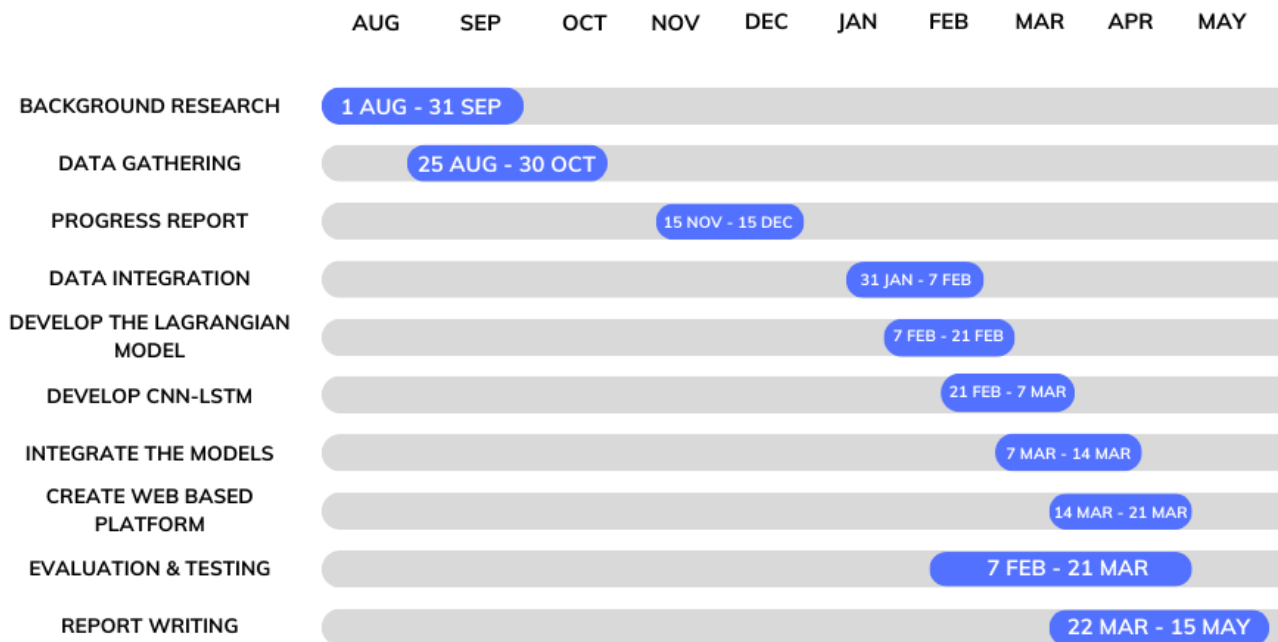 AUG SEP OCT NOV DEC JAN FEB MAR APR MAY
BACKGROUND RESEARCH 1 AUG - 31 SEP
DATA GATHERING 25 AUG - 30 OCT
PROGRESS REPORT 15 NOV - 15 DEC
DATA INTEGRATION 31 JAN - 7 FEB
DEVELOP THE LAGRANGIAN
MODEL 7 FEB - 21 FEB
DEVELOP CNN-LSTM 21 FEB - 7 MAR
INTEGRATE THE MODELS 7 MAR - 14 MAR
CREATE WEB BASED
PLATFORM 14 MAR - 21 MAR
EVALUATION & TESTING 7 FEB - 21 MAR
REPORT WRITING 22 MAR - 15 MAY